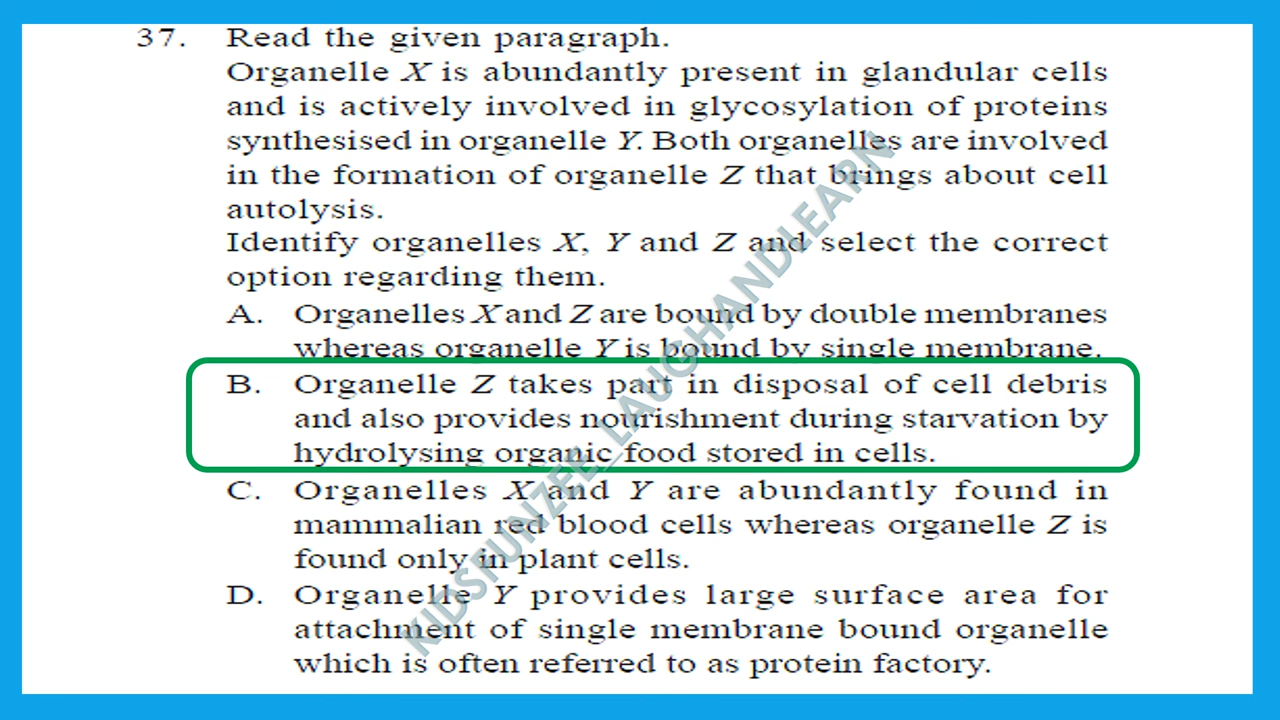 37. Read the given paragraph.
Organelle X is abundantly present in glandular cells
and is actively involved in glycosylation of proteins
synthesised in organelle Y. Both organelles are involved
in the formation of organelle Z that brings about cell
autolysis.
Identify organelles X, Y and Z and select the correct
option regarding them.
A. Organelles X and Z are bound by double membranes
whereas organelle Y is bound by single membrane.
B. Organelle Z takes part in disposal of cell debris
and also provides nourishment during starvation by
hydrolysing organic food stored in cells.
C. Organelles X and Y are abundantly found in
mammalian red blood cells whereas organelle Z is
found only in plant cells.
D. Organelle Y provides large surface area for
attachment of single membrane bound organelle
which is often referred to as protein factory.
KIDSFUNZEE_LAUGHANDLEARN